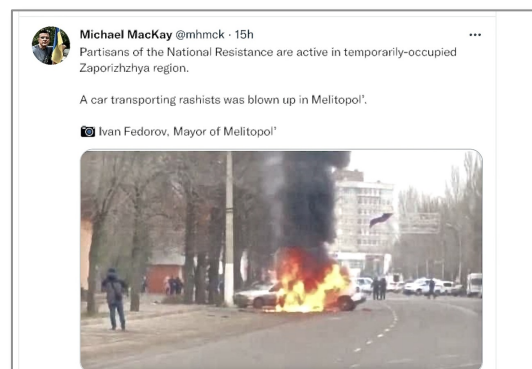 Michael MacKay @mhmck · 15h
Partisans of the National Resistance are active in temporarily-occupied
Zaporizhzhya region.
A car transporting rashists was blown up in Melitopol'.
📷 Ivan Fedorov, Mayor of Melitopol'